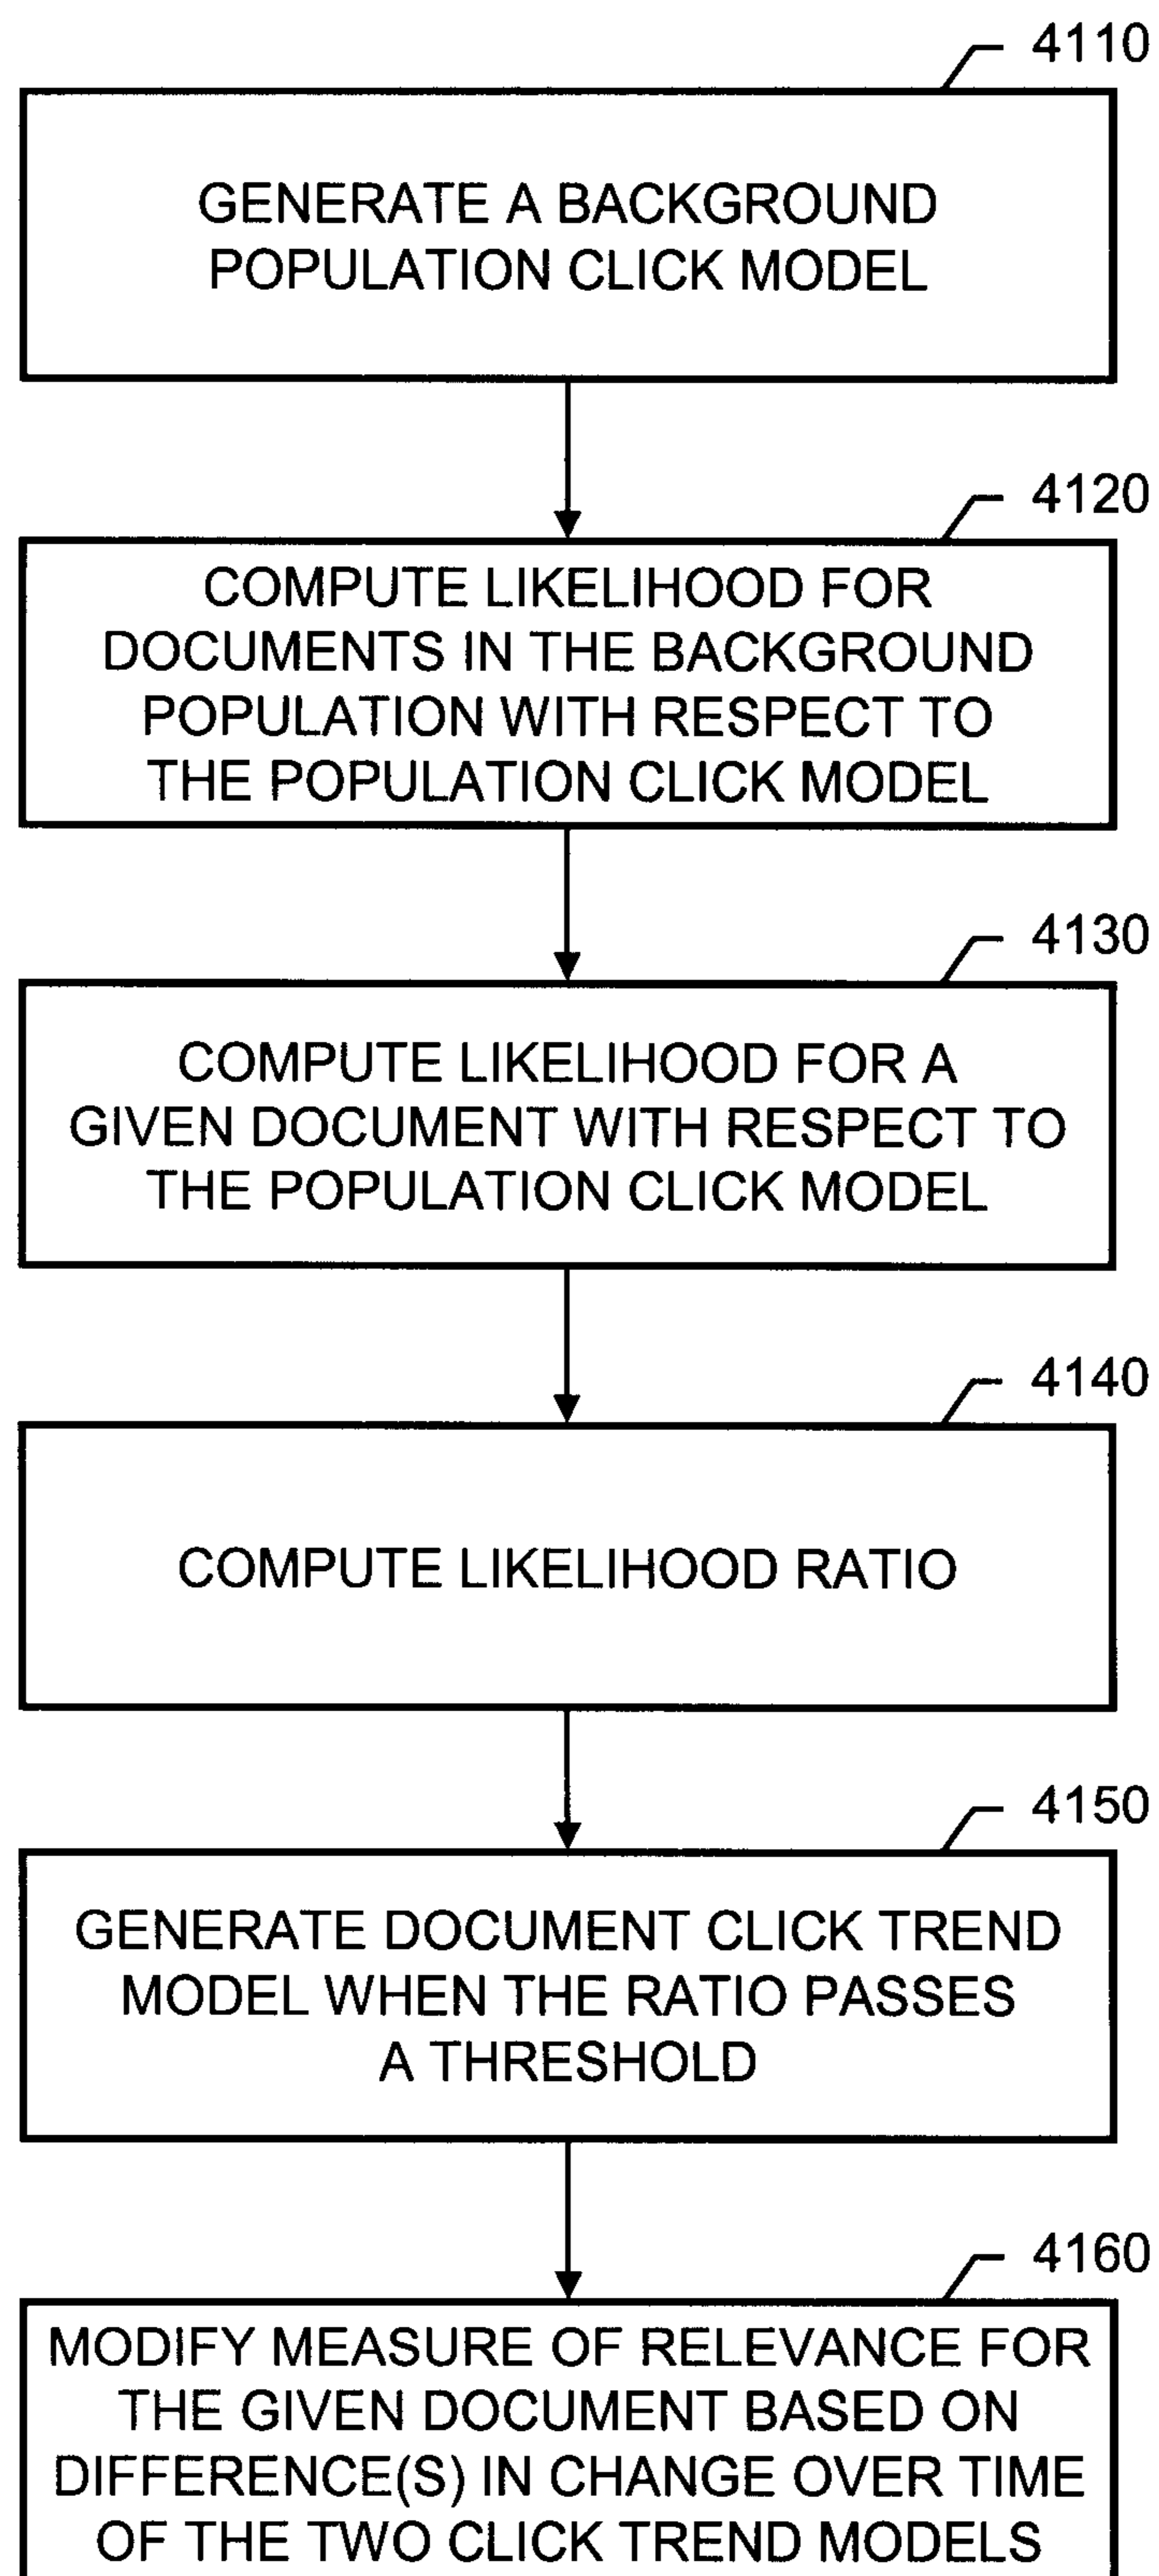 4110
GENERATE A BACKGROUND
POPULATION CLICK MODEL
4120
COMPUTE LIKELIHOOD FOR
DOCUMENTS IN THE BACKGROUND
POPULATION WITH RESPECT TO
THE POPULATION CLICK MODEL
4130
COMPUTE LIKELIHOOD FOR A
GIVEN DOCUMENT WITH RESPECT TO
THE POPULATION CLICK MODEL
4140
COMPUTE LIKELIHOOD RATIO
4150
GENERATE DOCUMENT CLICK TREND
MODEL WHEN THE RATIO PASSES
A THRESHOLD
4160
MODIFY MEASURE OF RELEVANCE FOR
THE GIVEN DOCUMENT BASED ON
DIFFERENCE(S) IN CHANGE OVER TIME
OF THE TWO CLICK TREND MODELS